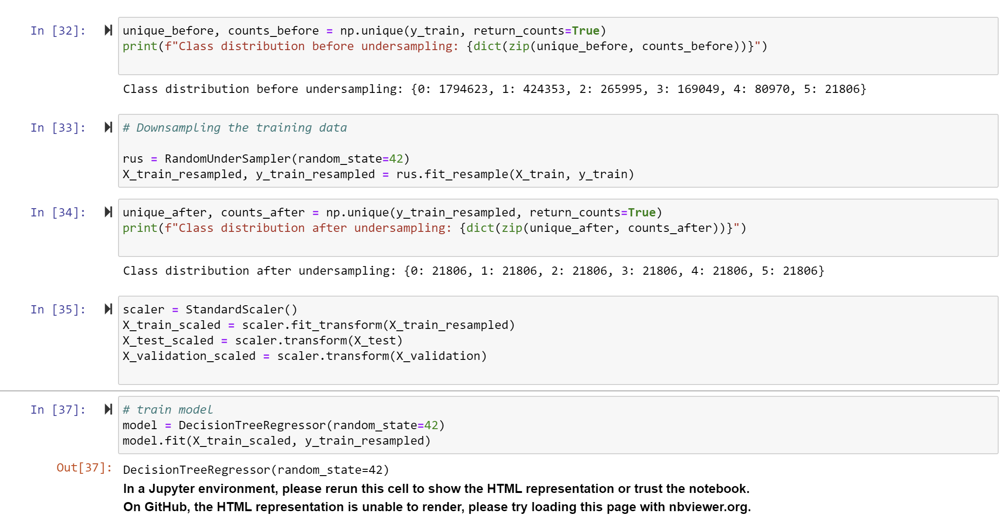 In [32]:
unique_before, counts_before = np.unique(y_train, return_counts=True)
print(f"Class distribution before undersampling: {dict(zip(unique_before, counts_before))}")
Class distribution before undersampling: {0: 1794623, 1: 424353, 2: 265995, 3: 169049, 4: 80970, 5: 21806}
In [33]:
# Downsampling the training data
rus = RandomUnderSampler(random_state=42)
X_train_resampled, y_train_resampled = rus.fit_resample(X_train, y_train)
In [34]:
unique_after, counts_after = np.unique(y_train_resampled, return_counts=True)
print(f"Class distribution after undersampling: {dict(zip(unique_after, counts_after))}")
Class distribution after undersampling: {0: 21806, 1: 21806, 2: 21806, 3: 21806, 4: 21806, 5: 21806}
In [35]:
scaler = StandardScaler()
X_train_scaled = scaler.fit_transform(X_train_resampled)
X_test_scaled = scaler.transform(X_test)
X_validation_scaled = scaler.transform(X_validation)
In [37]:
# train model
model = DecisionTreeRegressor(random_state=42)
model.fit(X_train_scaled, y_train_resampled)
Out[37]:
DecisionTreeRegressor(random_state=42)
In a Jupyter environment, please rerun this cell to show the HTML representation or trust the notebook.
On GitHub, the HTML representation is unable to render, please try loading this page with nbviewer.org.